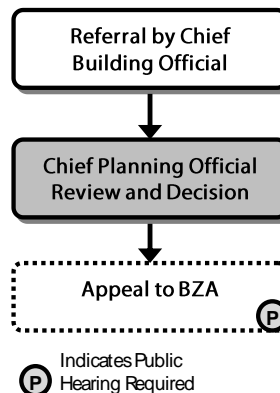 Referral by Chief
Building Official
Chief Planning Official
Review and Decision
Appeal to BZA
P
Indicates Public
P Hearing Required